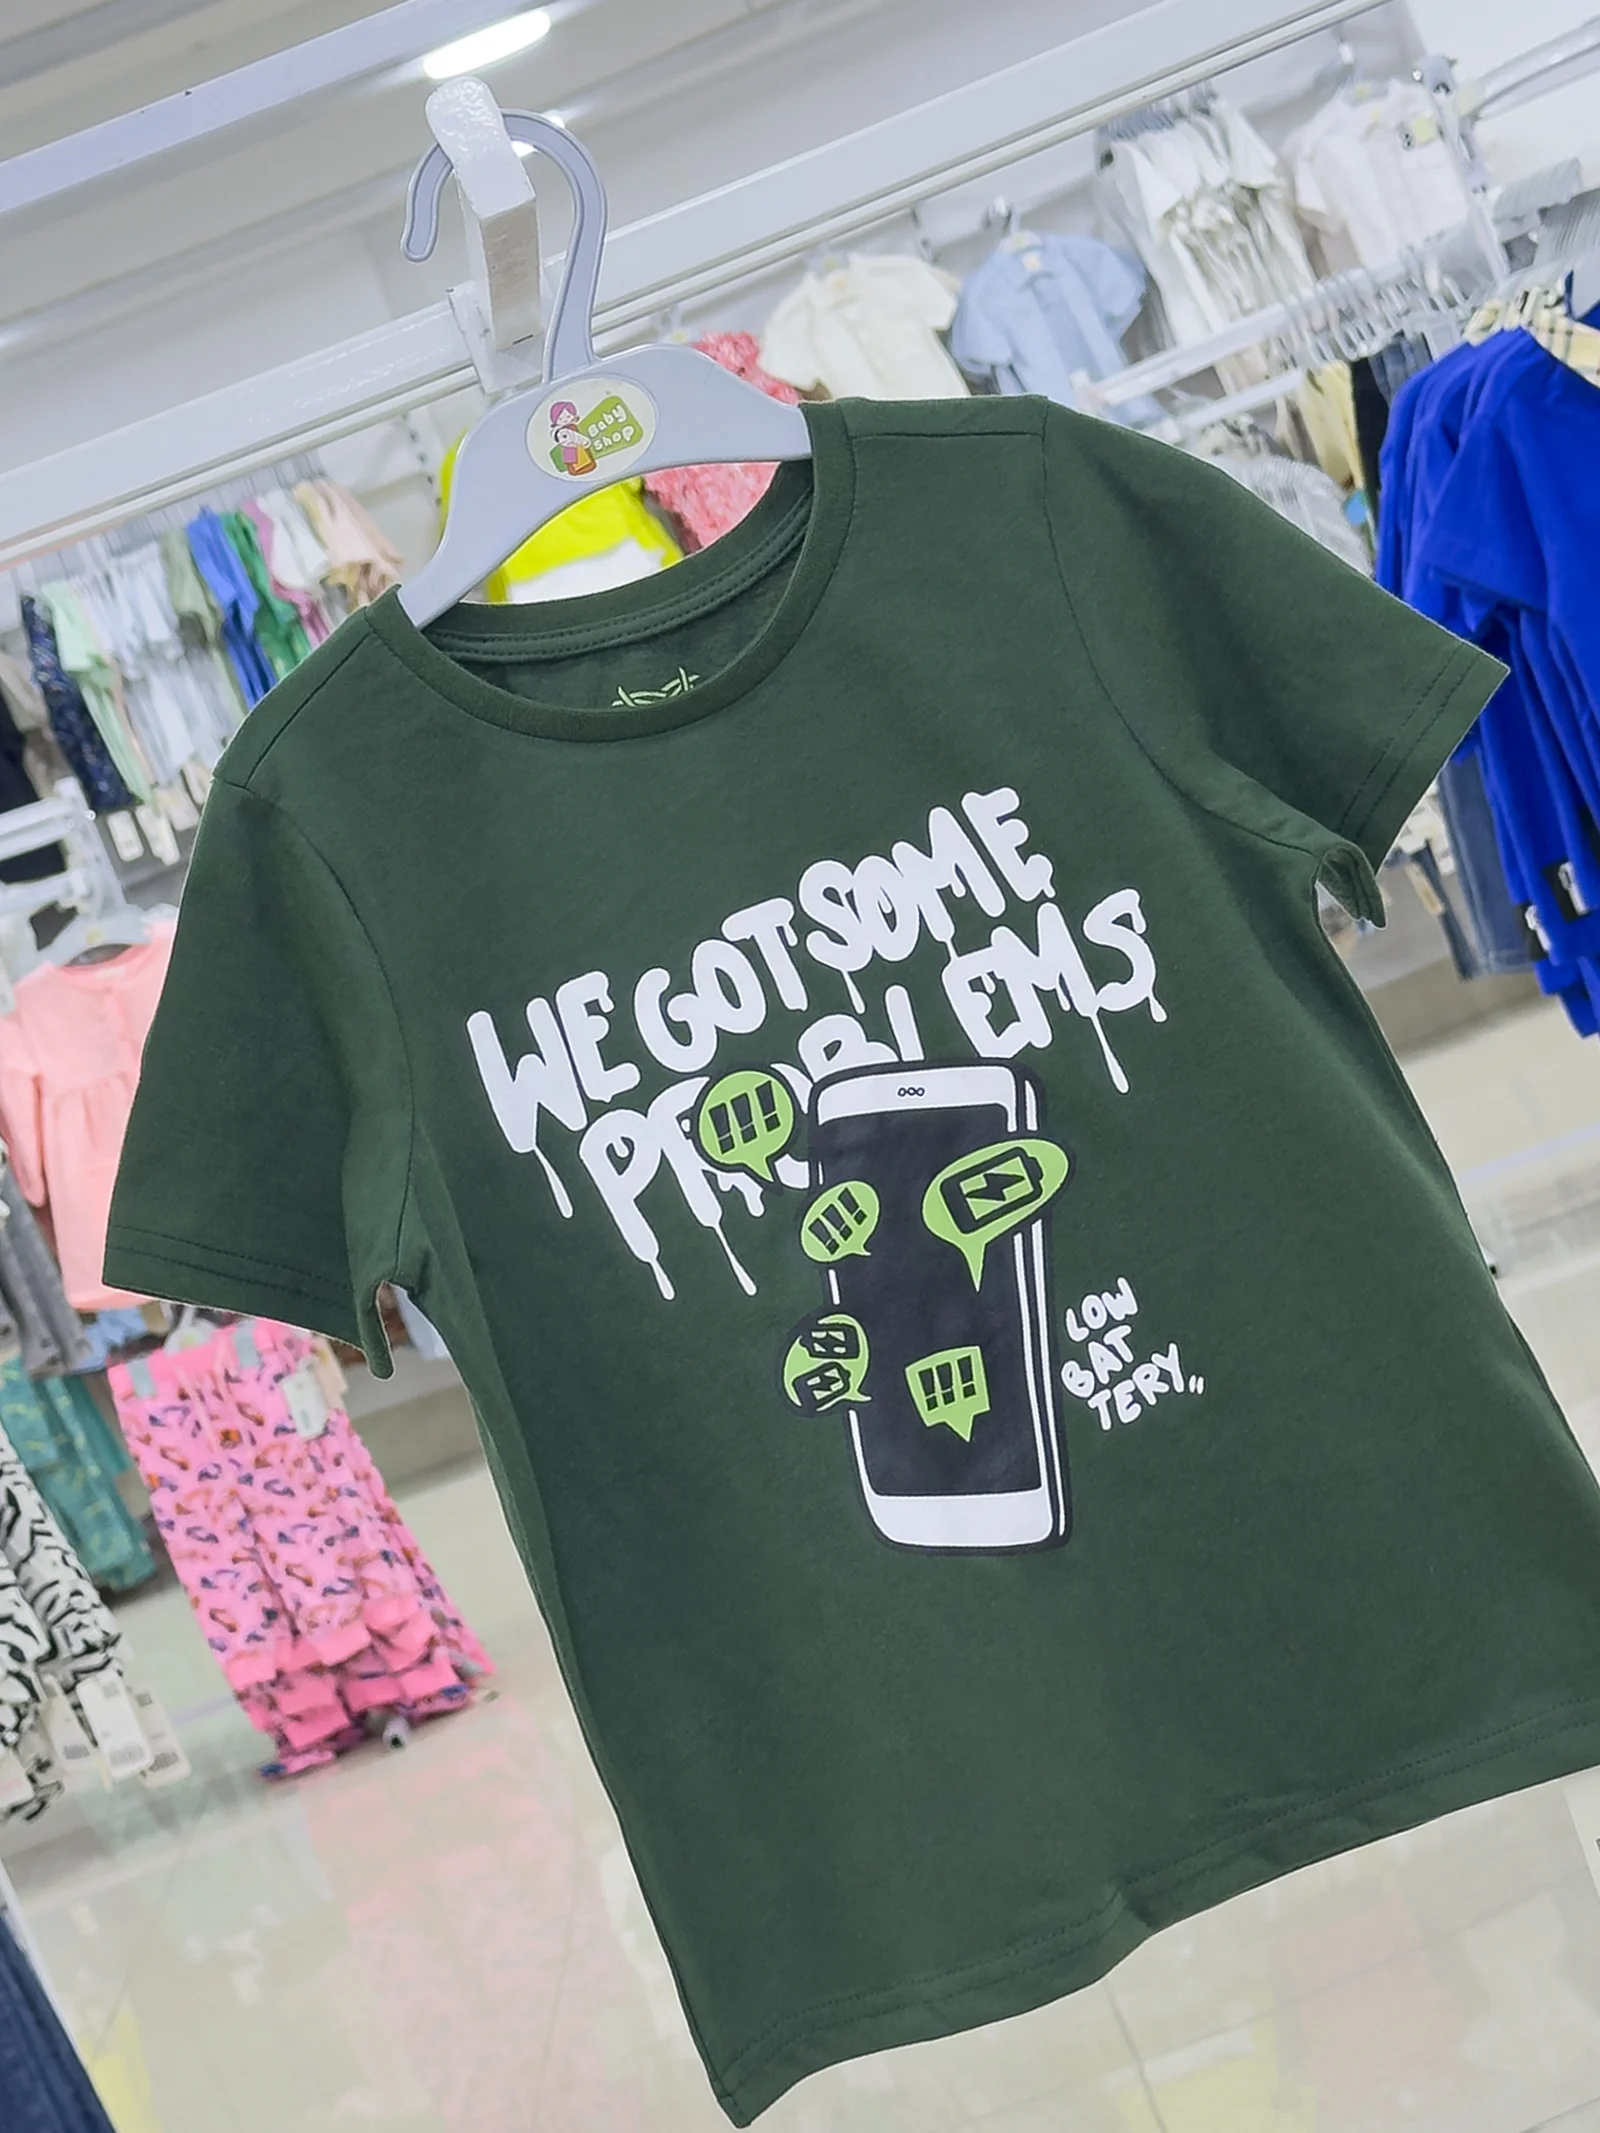 Baby
Shop
WE GOT SOME
PROBLEMS
!!!
!!!
!!!
LOW
BAT
TERY,,